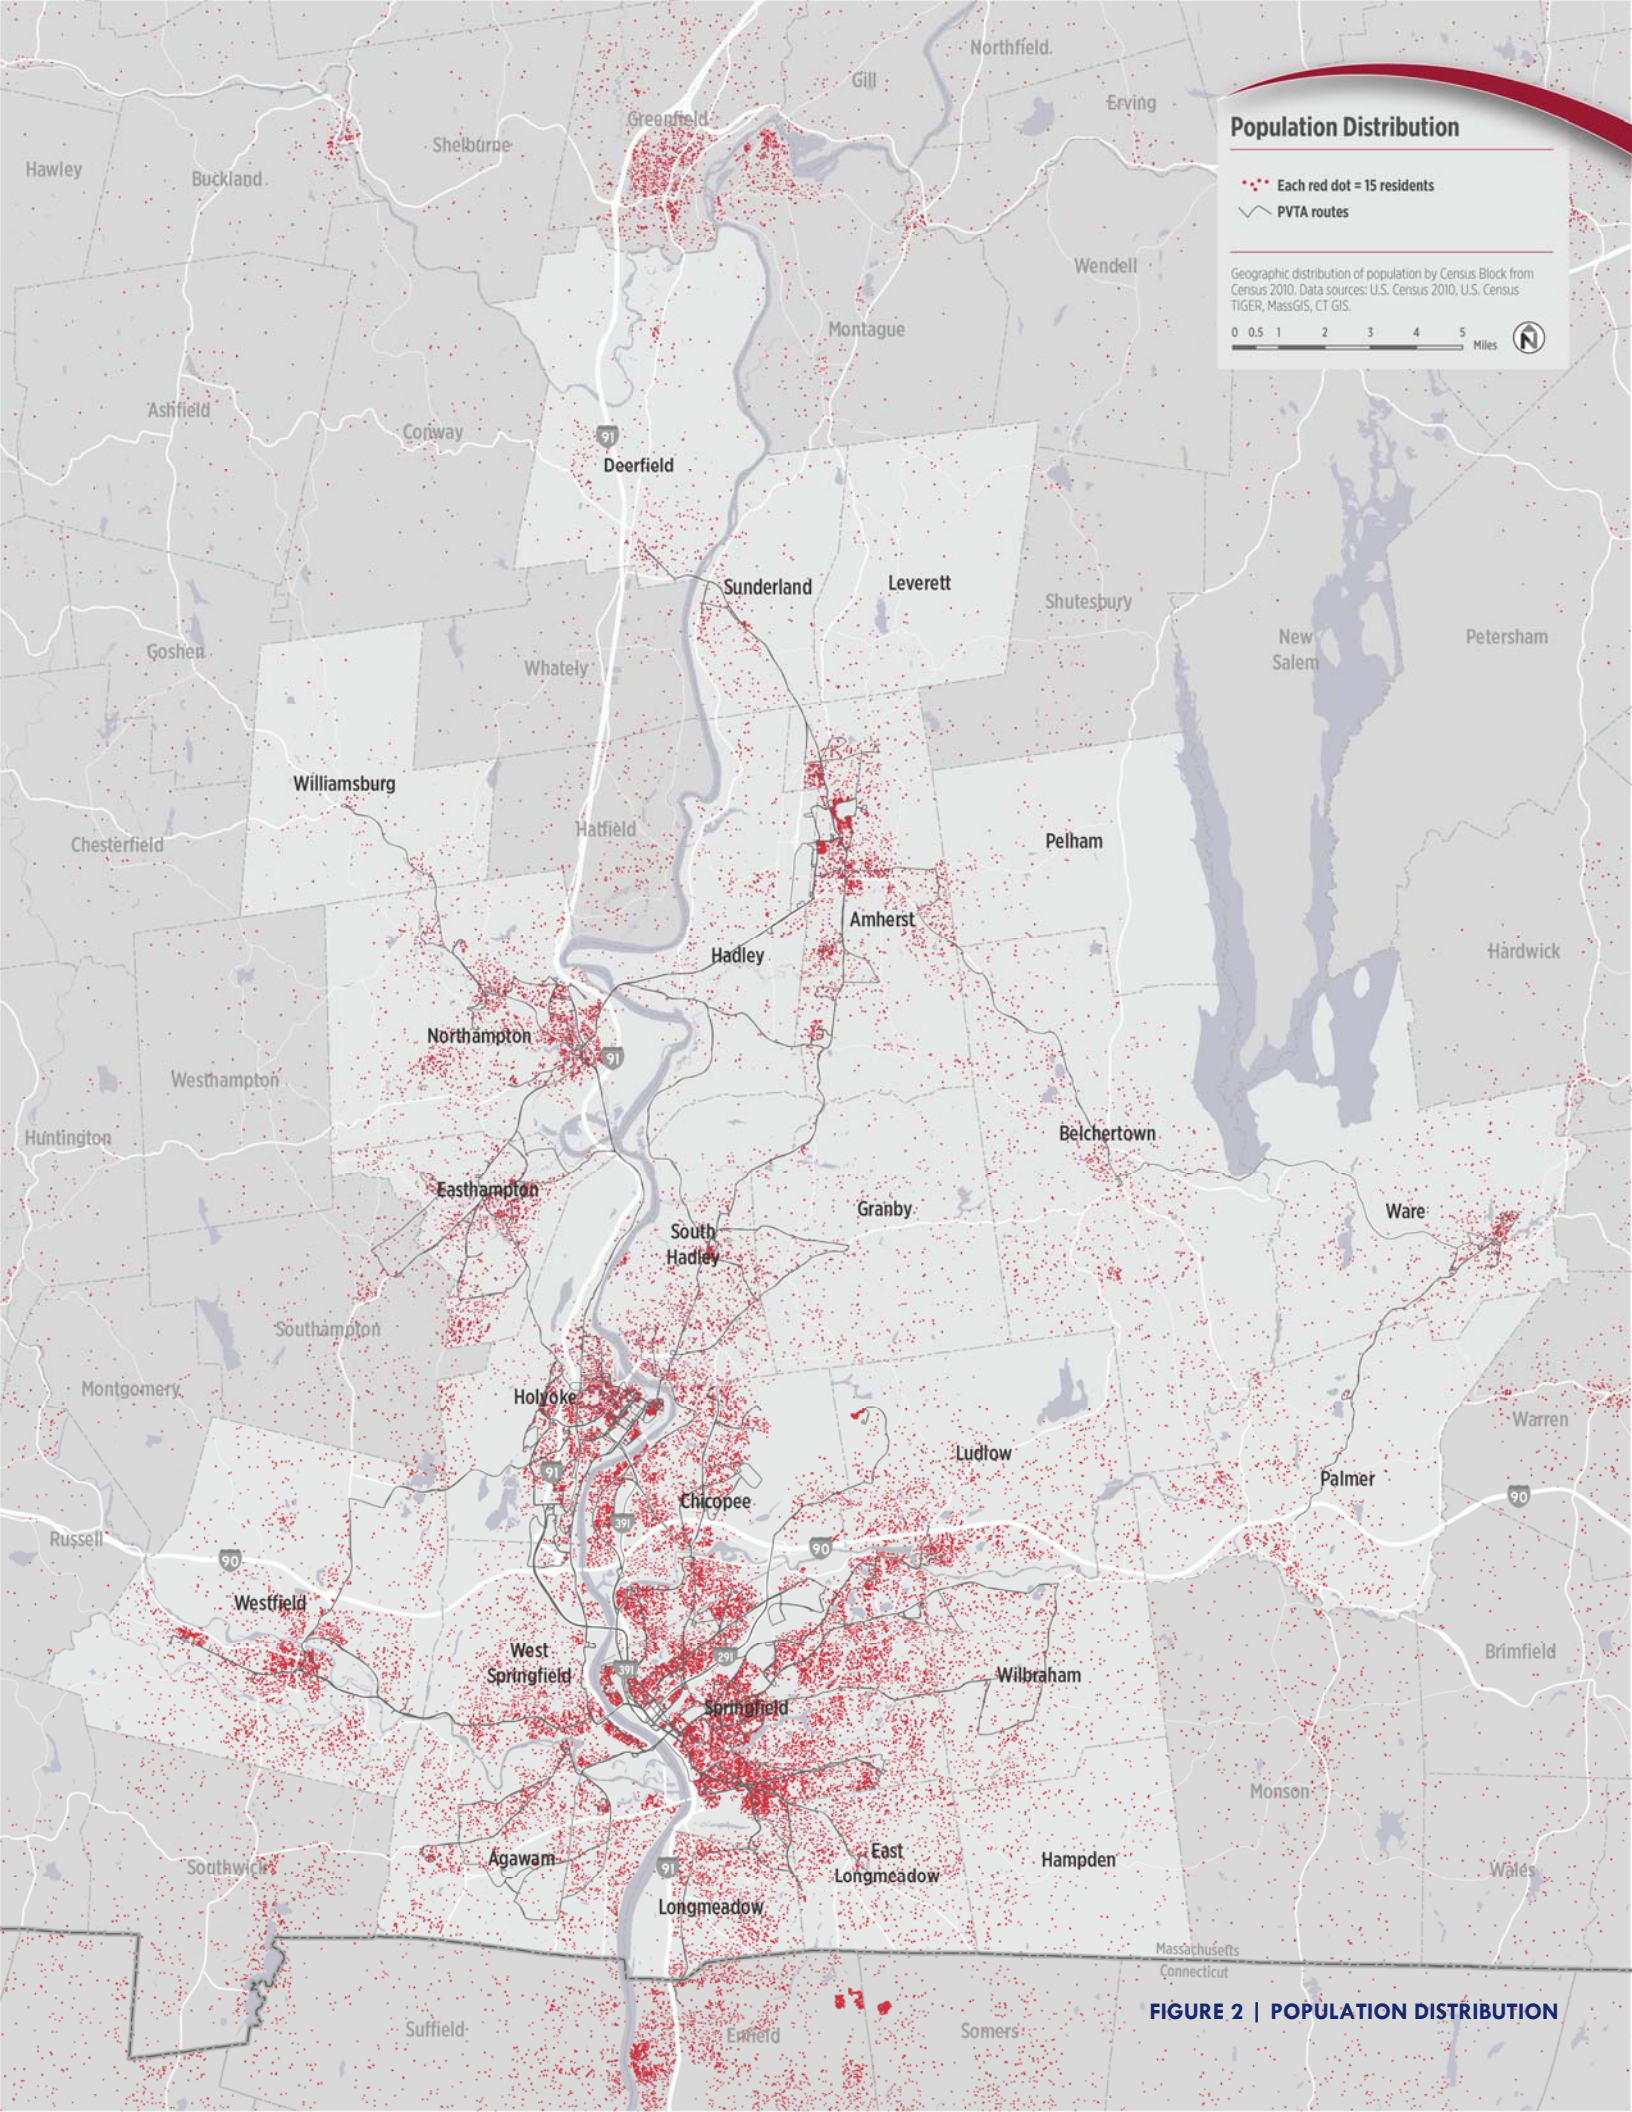 Northfield
Gill
Erving
Greenfield
Population Distribution
Shelburne
Hawley
Buckland
Each red dot = 15 residents
PVTA routes
Wendell
Geographic distribution of population by Census Block from
Census 2010. Data sources: U.S. Census 2010, U.S. Census
TIGER, MassGIS, CT GIS.
Montague
0 0.5 1 2 3 4 5
Miles
N
Ashfield
Conway
91
Deerfield
Sunderland
Leverett
Shutesbury
New
Salem
Petersham
Goshen
Whately
Williamsburg
Hatfield
Chesterfield
Pelham
Amherst
Hadley
Hardwick
Northampton
91
Westhampton
Huntington
Belchertown
Easthampton
Granby
Ware
South
Hadley
Southampton
Montgomery
Holyoke
Warren
Ludlow
91
Palmer
Chicopee
90
391
Russell
90
90
Westfield
West
Springfield
291
391
Wilbraham
Brimfield
Springfield
Monson
Agawam
East
Longmeadow
Hampden
91
Southwick
Wales
Longmeadow
Massachusetts
Connecticut
FIGURE 2 | POPULATION DISTRIBUTION
Suffield
Enfield
Somers